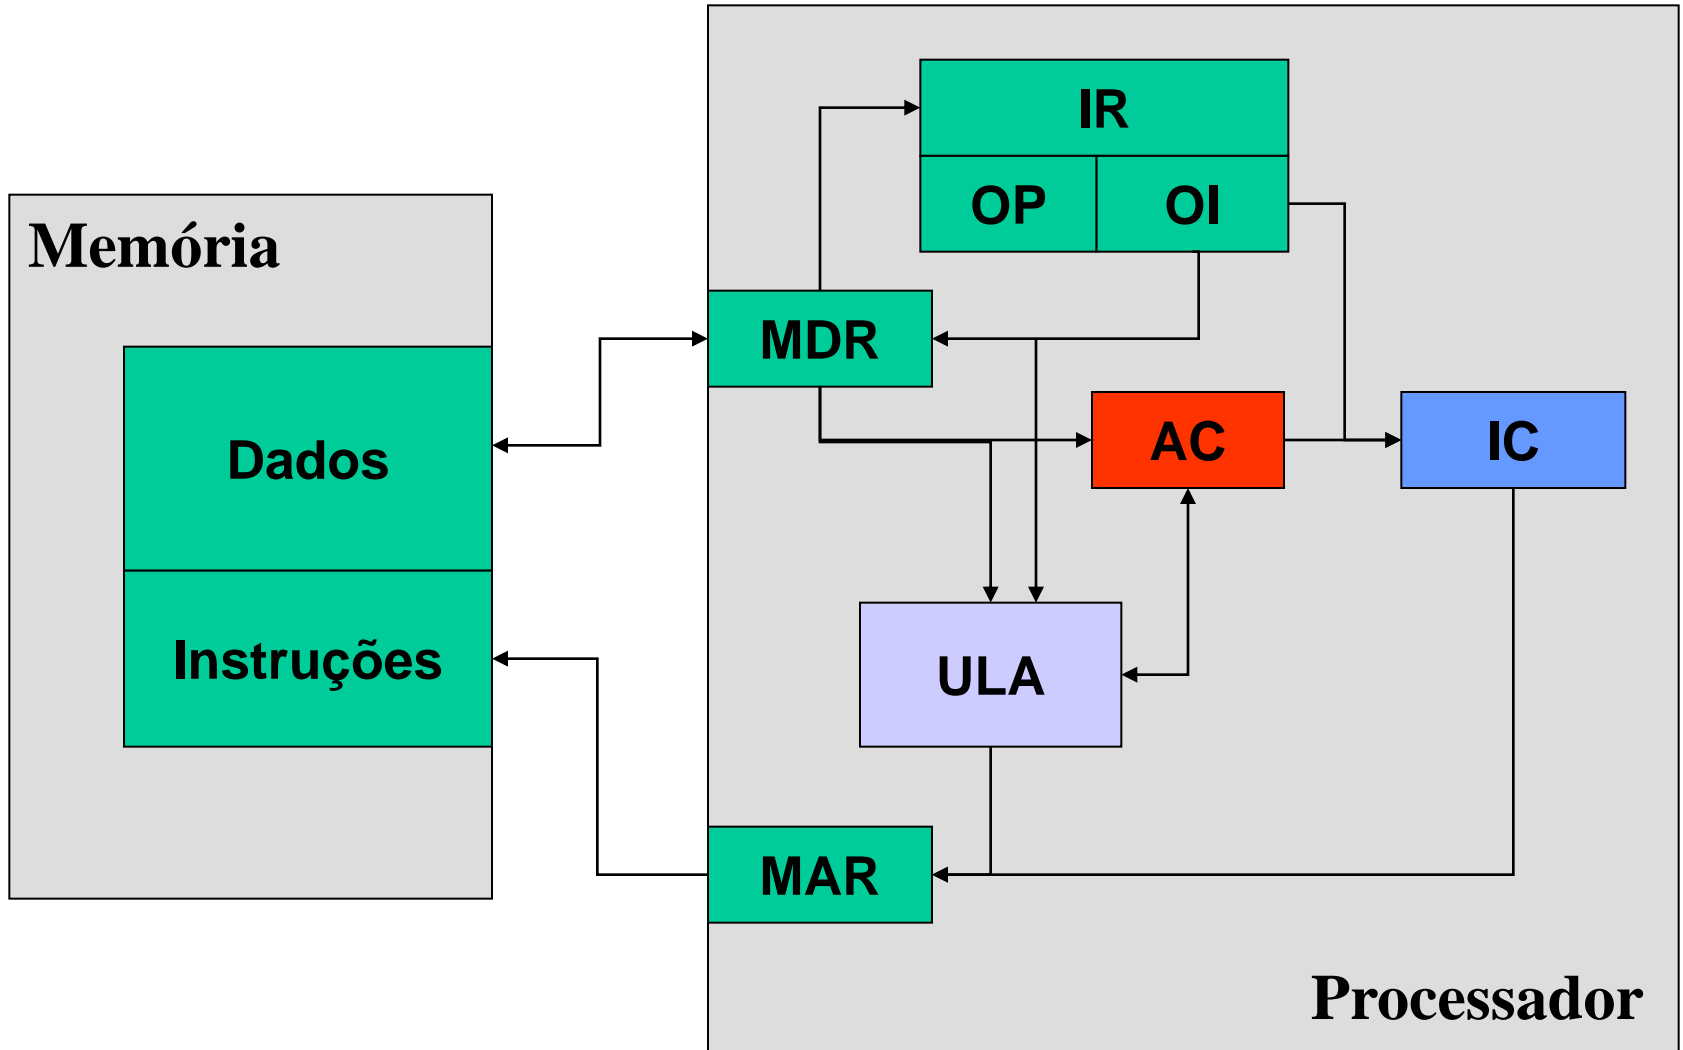 IR
OP OI
Memória
MDR
AC
IC
Dados
Instruções
ULA
MAR
Processador